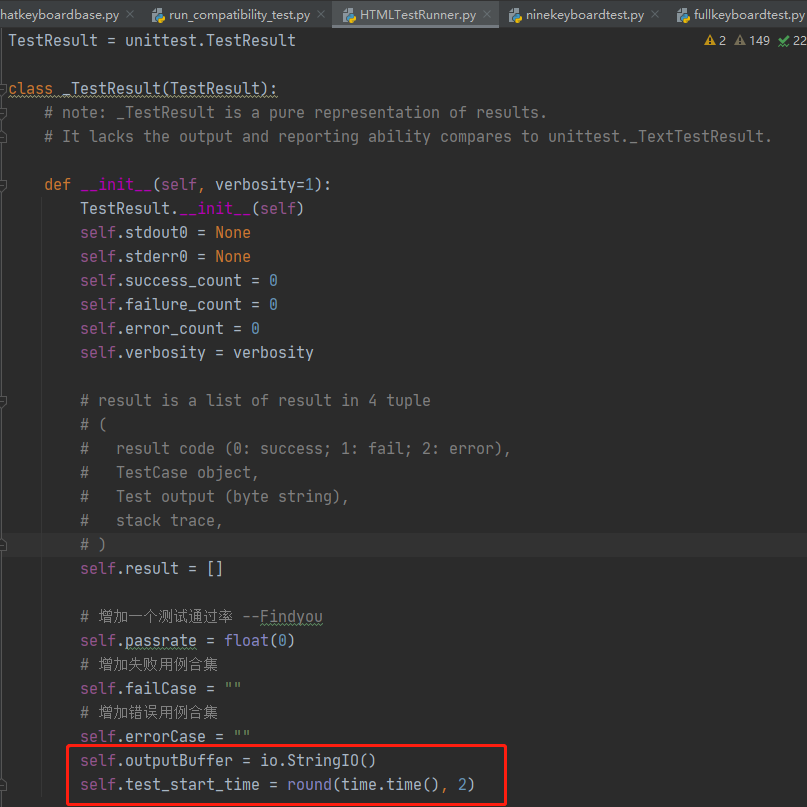 hatkeyboardbase.py run_compatibility_test.py HTMLTestRunner.py ninekeyboardtest.py fullkeyboardtest.py
TestResult = unittest.TestResult
2 149 22
class _TestResult(TestResult):
# note: _TestResult is a pure representation of results.
# It lacks the output and reporting ability compares to unittest._TextTestResult.
def __init__(self, verbosity=1):
TestResult.__init__(self)
self.stdout0 = None
self.stderr0 = None
self.success_count = 0
self.failure_count = 0
self.error_count = 0
self.verbosity = verbosity
# result is a list of result in 4 tuple
# (
#   result code (0: success; 1: fail; 2: error),
#   TestCase object,
#   Test output (byte string),
#   stack trace,
# )
self.result = []
# 增加一个测试通过率 --Findyou
self.passrate = float(0)
# 增加失败用例合集
self.failCase = ""
# 增加错误用例合集
self.errorCase = ""
self.outputBuffer = io.StringIO()
self.test_start_time = round(time.time(), 2)